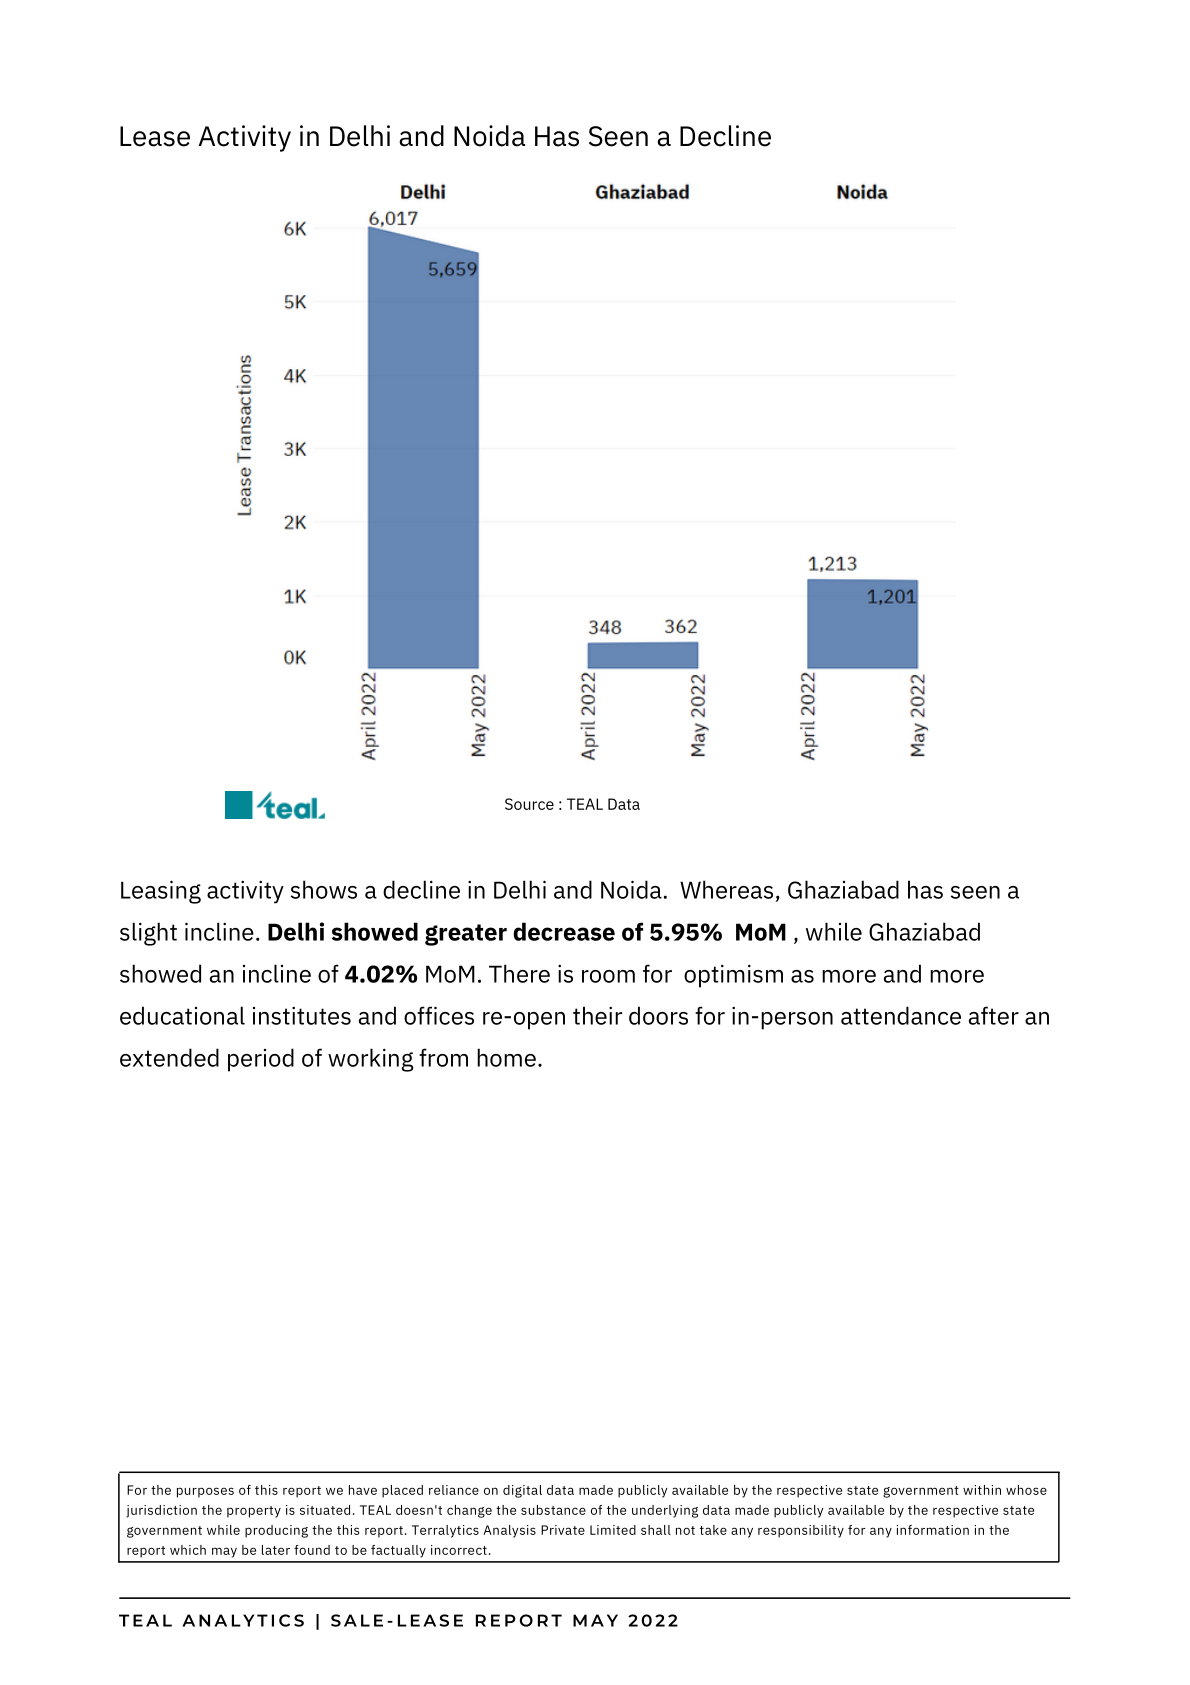 Lease Activity in Delhi and Noida Has Seen a Decline
Delhi Ghaziabad Noida
6,017
6K
5,659
5K
4K
3K
Lease Transactions
2K
1,213
1K
1,201
348 362
0K
April 2022 May 2022 April 2022 May 2022 April 2022 May 2022
teal.
Source : TEAL Data
Leasing activity shows a decline in Delhi and Noida.  Whereas, Ghaziabad has seen a
slight incline. Delhi showed greater decrease of 5.95%  MoM , while Ghaziabad
showed an incline of 4.02% MoM. There is room for  optimism as more and more
educational institutes and offices re-open their doors for in-person attendance after an
extended period of working from home.
For the purposes of this report we have placed reliance on digital data made publicly available by the respective state government within whose
jurisdiction the property is situated. TEAL doesn't change the substance of the underlying data made publicly available by the respective state
government while producing the this report. Terralytics Analysis Private Limited shall not take any responsibility for any information in the
report which may be later found to be factually incorrect.
TEAL ANALYTICS | SALE-LEASE REPORT MAY 2022